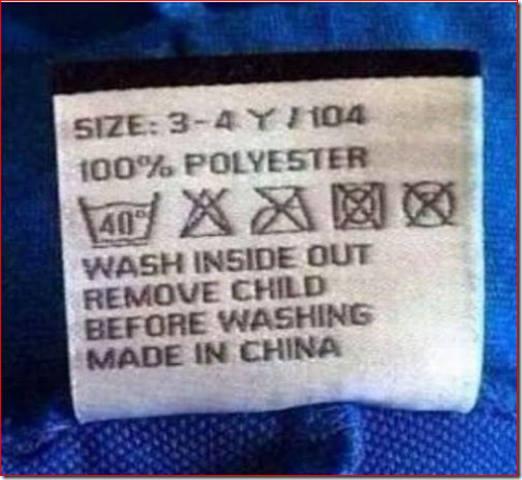 SIZE: 3-4 Y / 104
100% POLYESTER
40°
WASH INSIDE OUT
REMOVE CHILD
BEFORE WASHING
MADE IN CHINA